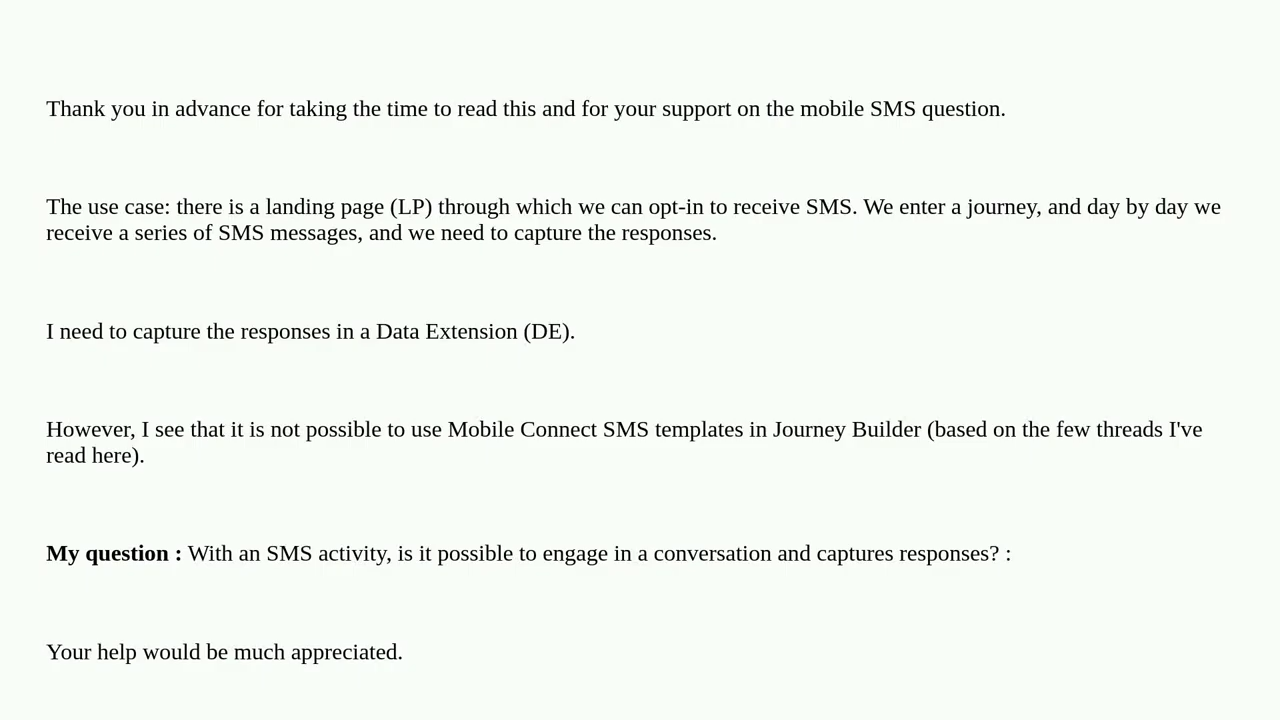 Thank you in advance for taking the time to read this and for your support on the mobile SMS question.
The use case: there is a landing page (LP) through which we can opt-in to receive SMS. We enter a journey, and day by day we
receive a series of SMS messages, and we need to capture the responses.
I need to capture the responses in a Data Extension (DE).
However, I see that it is not possible to use Mobile Connect SMS templates in Journey Builder (based on the few threads I've
read here).
My question : With an SMS activity, is it possible to engage in a conversation and captures responses? :
Your help would be much appreciated.